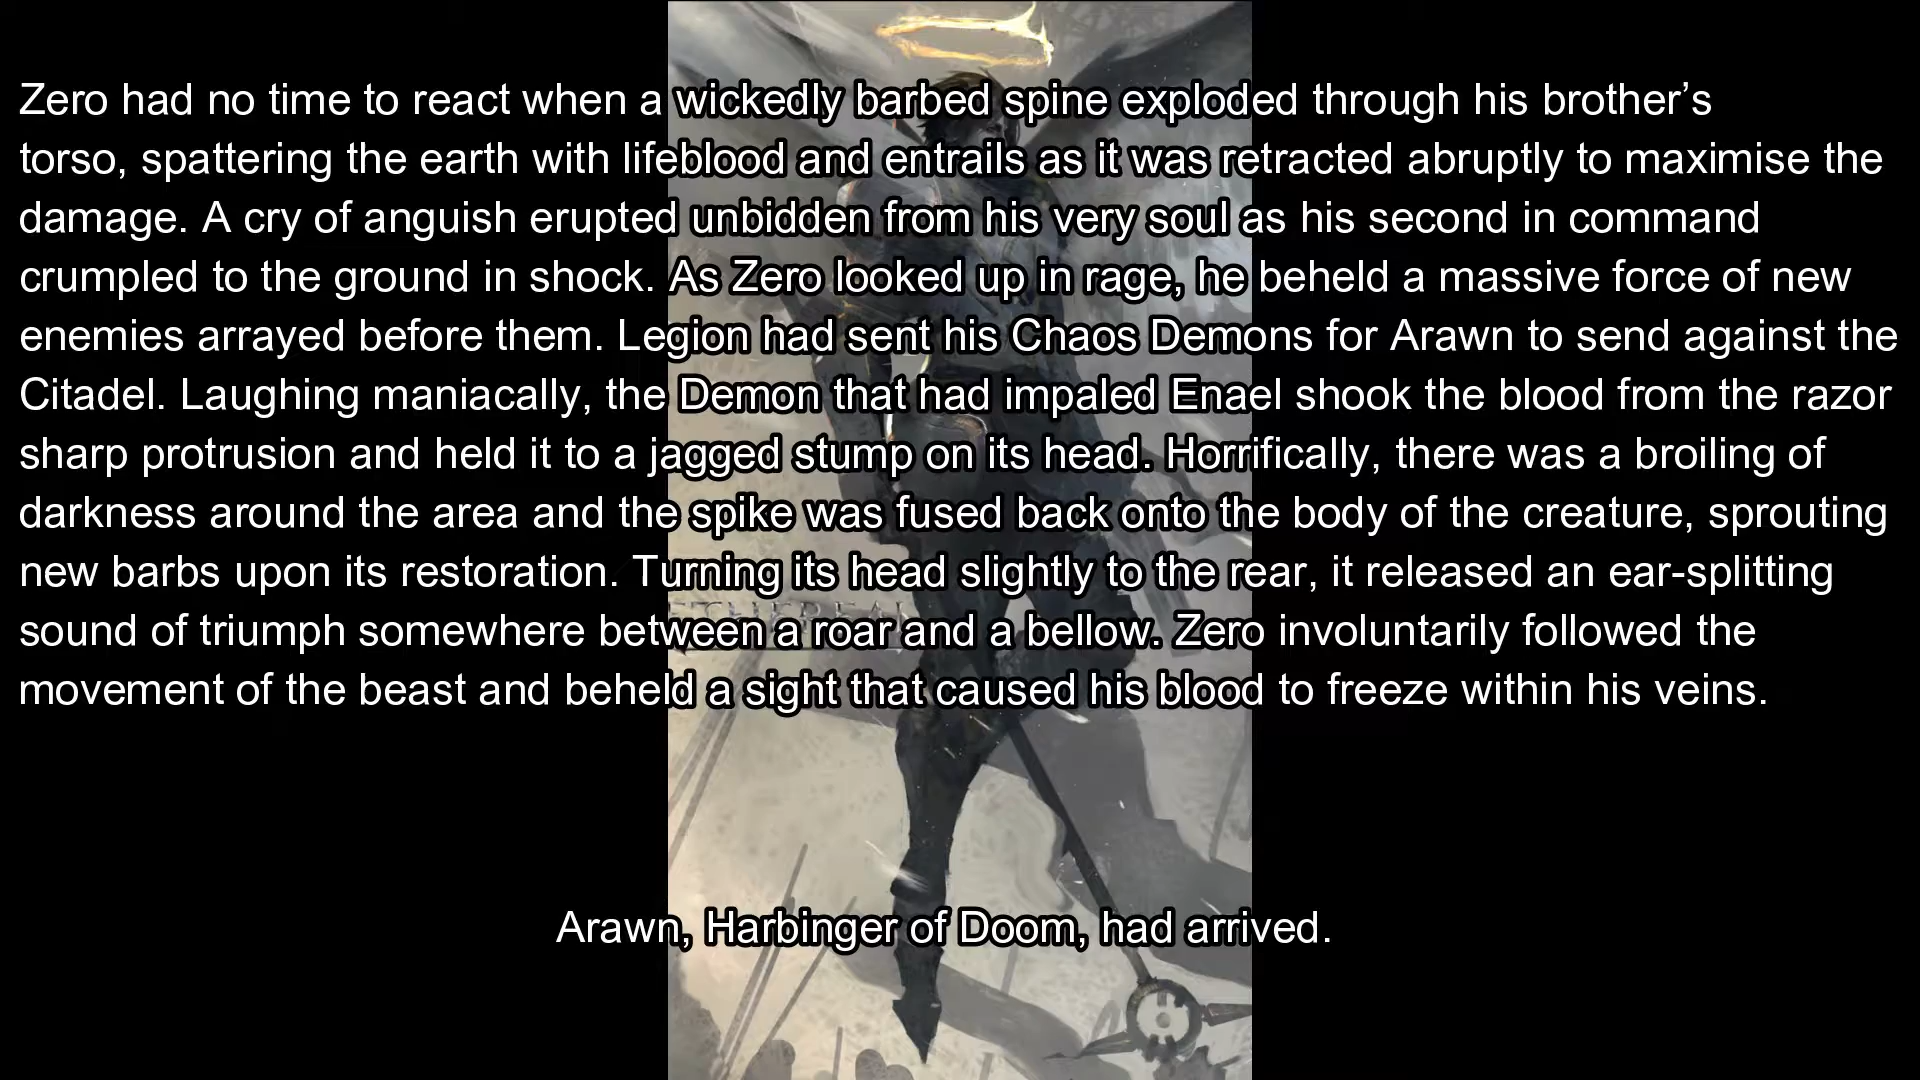 Zero had no time to react when a wickedly barbed spine exploded through his brother’s
torso, spattering the earth with lifeblood and entrails as it was retracted abruptly to maximise the
damage. A cry of anguish erupted unbidden from his very soul as his second in command
crumpled to the ground in shock. As Zero looked up in rage, he beheld a massive force of new
enemies arrayed before them. Legion had sent his Chaos Demons for Arawn to send against the
Citadel. Laughing maniacally, the Demon that had impaled Enael shook the blood from the razor
sharp protrusion and held it to a jagged stump on its head. Horrifically, there was a broiling of
darkness around the area and the spike was fused back onto the body of the creature, sprouting
new barbs upon its restoration. Turning its head slightly to the rear, it released an ear-splitting
sound of triumph somewhere between a roar and a bellow. Zero involuntarily followed the
movement of the beast and beheld a sight that caused his blood to freeze within his veins.
Arawn, Harbinger of Doom, had arrived.